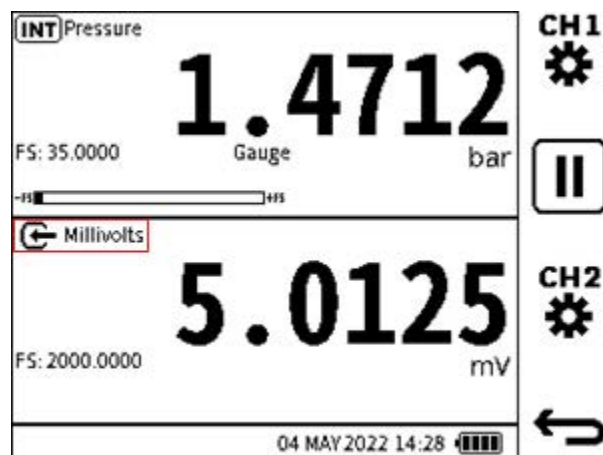 INT Pressure
CH1
1.4712
FS: 35.0000
Gauge
bar
-FS
+FS
Millivolts
5.0125
CH2
FS: 2000.0000
mV
04 MAY 2022 14:28